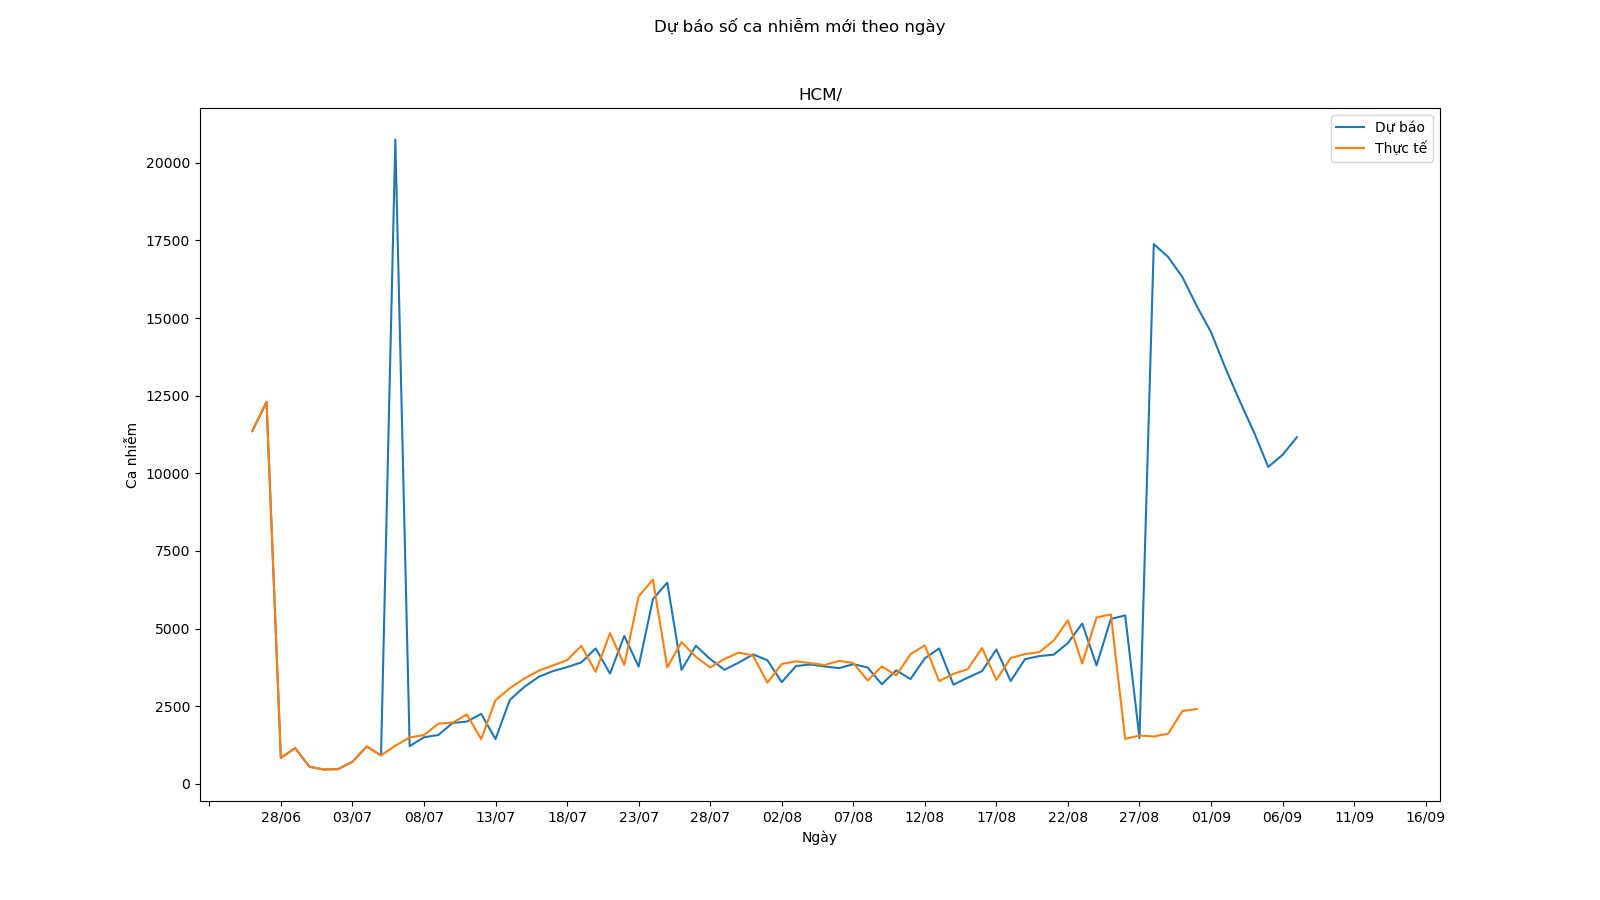 Dự báo số ca nhiễm mới theo ngày
HCM/
Dự báo
Thực tế
20000
17500
15000
12500
10000
7500
5000
2500
0
Ca nhiễm
28/06 03/07 08/07 13/07 18/07 23/07 28/07 02/08 07/08 12/08 17/08 22/08 27/08 01/09 06/09 11/09 16/09
Ngày